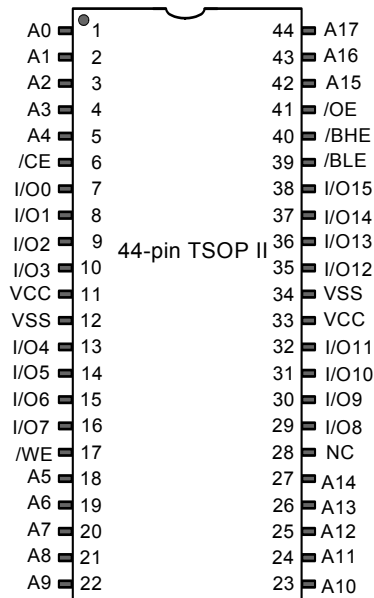 A0 1 44 A17
A1 2 43 A16
A2 3 42 A15
A3 4 41 /OE
A4 5 40 /BHE
/CE 6 39 /BLE
I/O0 7 38 I/O15
I/O1 8 37 I/O14
I/O2 9 44-pin TSOP II 36 I/O13
I/O3 10 35 I/O12
VCC 11 34 VSS
VSS 12 33 VCC
I/O4 13 32 I/O11
I/O5 14 31 I/O10
I/O6 15 30 I/O9
I/O7 16 29 I/O8
/WE 17 28 NC
A5 18 27 A14
A6 19 26 A13
A7 20 25 A12
A8 21 24 A11
A9 22 23 A10